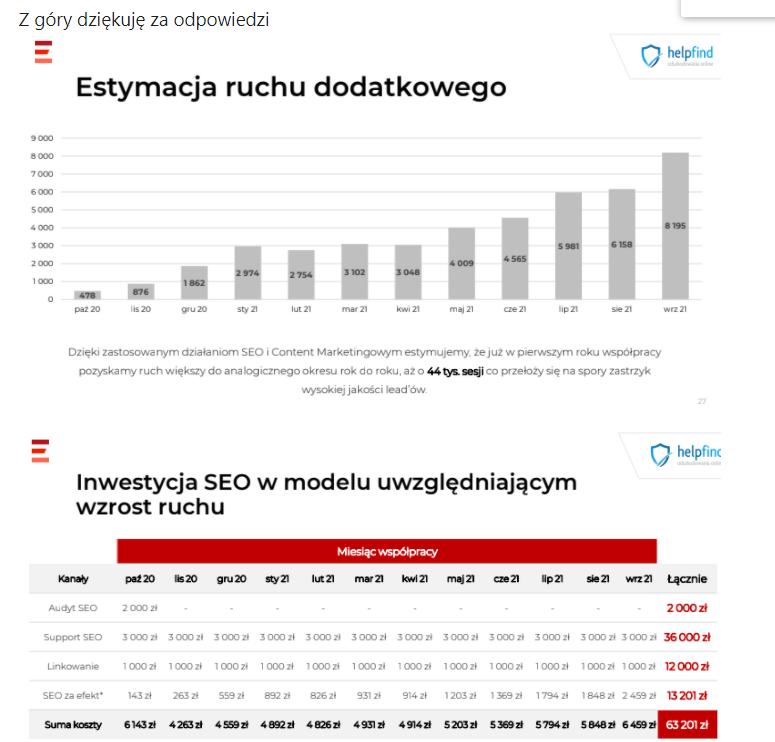 Z góry dziękuję za odpowiedzi
helpfind
odszkodowania online
Estymacja ruchu dodatkowego
9 000
8 000
7 000
6 000
5 000
4 000
3 000
2 000
1 000
0
478 876 1 862 2 974 2 754 3 102 3 048 4 009 4 565 5 981 6 158 8 195
paź 20 lis 20 gru 20 sty 21 lut 21 mar 21 kwi 21 maj 21 cze 21 lip 21 sie 21 wrz 21
Dzięki zastosowanym działaniom SEO i Content Marketingowym estymujemy, że już w pierwszym roku współpracy
pozyskamy ruch większy do analogicznego okresu rok do roku, aż o 44 tys. sesji co przełoży się na spory zastrzyk
wysokiej jakości lead’ów.
27
helpfind
odszkodowania online
Inwestycja SEO w modelu uwzględniającym
wzrost ruchu
Miesiąc współpracy
Kanały paź 20 lis 20 gru 20 sty 21 lut 21 mar 21 kwi 21 maj 21 cze 21 lip 21 sie 21 wrz 21 Łącznie
Audyt SEO 2 000 zł - - - - - - - - - - - 2 000 zł
Support SEO 3 000 zł 3 000 zł 3 000 zł 3 000 zł 3 000 zł 3 000 zł 3 000 zł 3 000 zł 3 000 zł 3 000 zł 3 000 zł 3 000 zł 36 000 zł
Linkowanie 1 000 zł 1 000 zł 1 000 zł 1 000 zł 1 000 zł 1 000 zł 1 000 zł 1 000 zł 1 000 zł 1 000 zł 1 000 zł 1 000 zł 12 000 zł
SEO za efekt* 143 zł 263 zł 559 zł 892 zł 826 zł 931 zł 914 zł 1 203 zł 1 369 zł 1 794 zł 1 848 zł 2 459 zł 13 201 zł
Suma koszty 6 143 zł 4 263 zł 4 559 zł 4 892 zł 4 826 zł 4 931 zł 4 914 zł 5 203 zł 5 369 zł 5 794 zł 5 848 zł 6 459 zł 63 201 zł